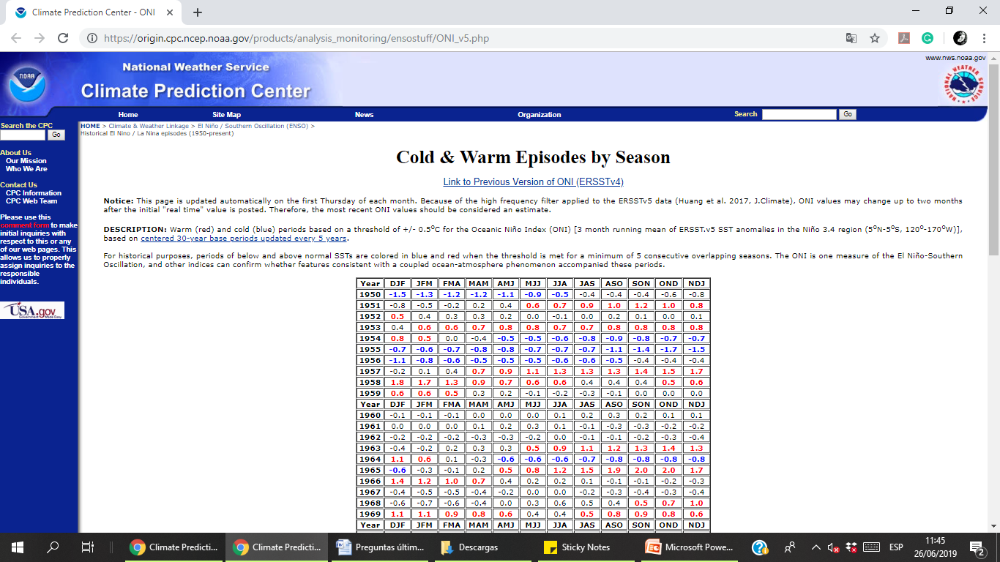 Climate Prediction Center - ONI
https://origin.cpc.ncep.noaa.gov/products/analysis_monitoring/ensostuff/ONI_v5.php
www.nws.noaa.gov
NOAA
National Weather Service
Climate Prediction Center
NATIONAL WEATHER SERVICE
Home Site Map News Organization Search Go
Search the CPC
Go
About Us
Our Mission
Who We Are
Contact Us
CPC Information
CPC Web Team
Please use this
comment form to make
initial inquiries with
respect to this or any
of our web pages. This
allows us to properly
assign inquiries to the
responsible
individuals.
USA.gov
Government Made Easy
HOME > Climate & Weather Linkage > El Niño / Southern Oscillation (ENSO) >
Historical El Nino / La Nina episodes (1950-present)
Cold & Warm Episodes by Season
Link to Previous Version of ONI (ERSSTv4)
Notice: This page is updated automatically on the first Thursday of each month. Because of the high frequency filter applied to the ERSSTv5 data (Huang et al. 2017, J.Climate), ONI values may change up to two months
after the initial "real time" value is posted. Therefore, the most recent ONI values should be considered an estimate.
DESCRIPTION: Warm (red) and cold (blue) periods based on a threshold of +/- 0.5ºC for the Oceanic Niño Index (ONI) [3 month running mean of ERSST.v5 SST anomalies in the Niño 3.4 region (5ºN-5ºS, 120º-170ºW)],
based on centered 30-year base periods updated every 5 years.
For historical purposes, periods of below and above normal SSTs are colored in blue and red when the threshold is met for a minimum of 5 consecutive overlapping seasons. The ONI is one measure of the El Niño-Southern
Oscillation, and other indices can confirm whether features consistent with a coupled ocean-atmosphere phenomenon accompanied these periods.
Year DJF JFM FMA MAM AMJ MJJ JJA JAS ASO SON OND NDJ
1950 -1.5 -1.3 -1.2 -1.2 -1.1 -0.9 -0.5 -0.4 -0.4 -0.4 -0.6 -0.8
1951 -0.8 -0.5 -0.2 0.2 0.4 0.6 0.7 0.9 1.0 1.2 1.0 0.8
1952 0.5 0.4 0.3 0.3 0.2 0.0 -0.1 0.0 0.2 0.1 0.0 0.1
1953 0.4 0.6 0.6 0.7 0.8 0.8 0.7 0.7 0.8 0.8 0.8 0.8
1954 0.8 0.5 0.0 -0.4 -0.5 -0.5 -0.6 -0.8 -0.9 -0.8 -0.7 -0.7
1955 -0.7 -0.6 -0.7 -0.8 -0.8 -0.7 -0.7 -0.7 -1.1 -1.4 -1.7 -1.5
1956 -1.1 -0.8 -0.6 -0.5 -0.5 -0.5 -0.6 -0.6 -0.5 -0.4 -0.4 -0.4
1957 -0.2 0.1 0.4 0.7 0.9 1.1 1.3 1.3 1.3 1.4 1.5 1.7
1958 1.8 1.7 1.3 0.9 0.7 0.6 0.6 0.4 0.4 0.4 0.5 0.6
1959 0.6 0.6 0.5 0.3 0.2 -0.1 -0.2 -0.3 -0.1 0.0 0.0 0.0
Year DJF JFM FMA MAM AMJ MJJ JJA JAS ASO SON OND NDJ
1960 -0.1 -0.1 -0.1 0.0 0.0 0.0 0.1 0.2 0.3 0.2 0.1 0.1
1961 0.0 0.0 0.0 0.1 0.2 0.3 0.1 -0.1 -0.3 -0.3 -0.2 -0.2
1962 -0.2 -0.2 -0.2 -0.3 -0.3 -0.2 0.0 -0.1 -0.1 -0.2 -0.3 -0.4
1963 -0.4 -0.2 0.2 0.3 0.3 0.5 0.9 1.1 1.2 1.3 1.4 1.3
1964 1.1 0.6 0.1 -0.3 -0.6 -0.6 -0.6 -0.7 -0.8 -0.8 -0.8 -0.8
1965 -0.6 -0.3 -0.1 0.2 0.5 0.8 1.2 1.5 1.9 2.0 2.0 1.7
1966 1.4 1.2 1.0 0.7 0.4 0.2 0.2 0.1 -0.1 -0.1 -0.2 -0.3
1967 -0.4 -0.5 -0.5 -0.4 -0.2 0.0 0.0 -0.2 -0.3 -0.4 -0.3 -0.4
1968 -0.6 -0.7 -0.6 -0.4 0.0 0.3 0.6 0.5 0.4 0.5 0.7 1.0
1969 1.1 1.1 0.9 0.8 0.6 0.4 0.4 0.5 0.8 0.9 0.8 0.6
Year DJF JFM FMA MAM AMJ MJJ JJA JAS ASO SON OND NDJ
Climate Predicti... Climate Predicti... Preguntas últim... Descargas Sticky Notes Microsoft Powe... ESP 11:45
26/06/2019 2